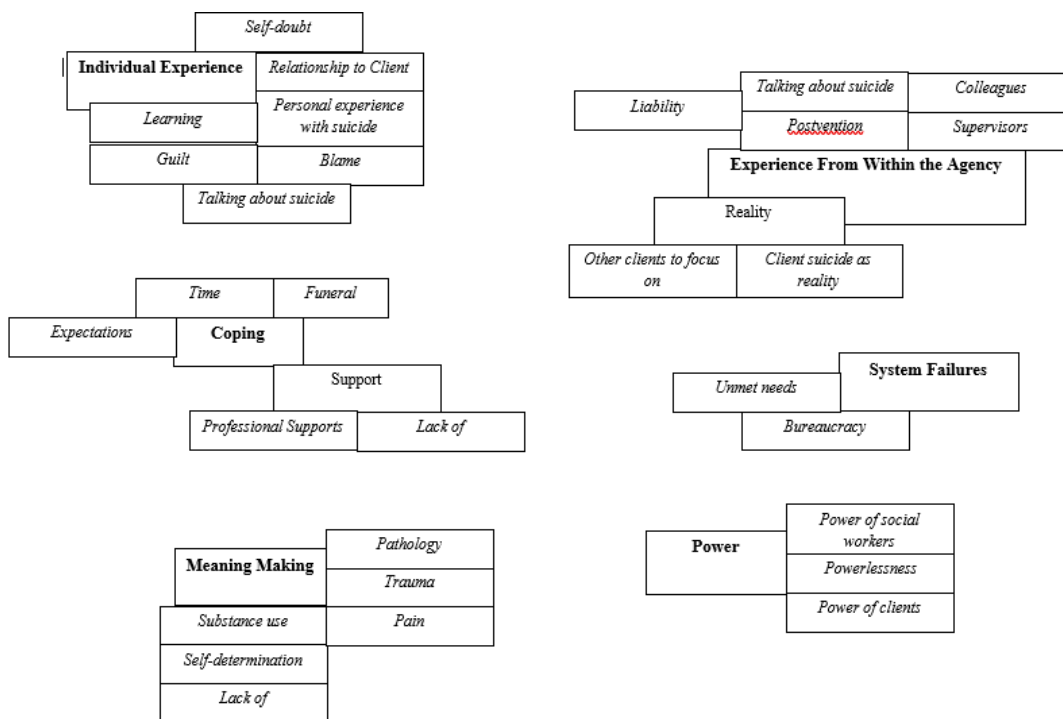 Self-doubt
Individual Experience
Relationship to Client
Learning
Personal experience
with suicide
Guilt
Blame
Talking about suicide
Liability
Talking about suicide
Colleagues
Postvention
Supervisors
Experience From Within the Agency
Reality
Other clients to focus
on
Client suicide as
reality
Time
Funeral
Expectations
Coping
Support
Professional Supports
Lack of
System Failures
Unmet needs
Bureaucracy
Meaning Making
Pathology
Trauma
Substance use
Pain
Self-determination
Lack of
Power
Power of social
workers
Powerlessness
Power of clients